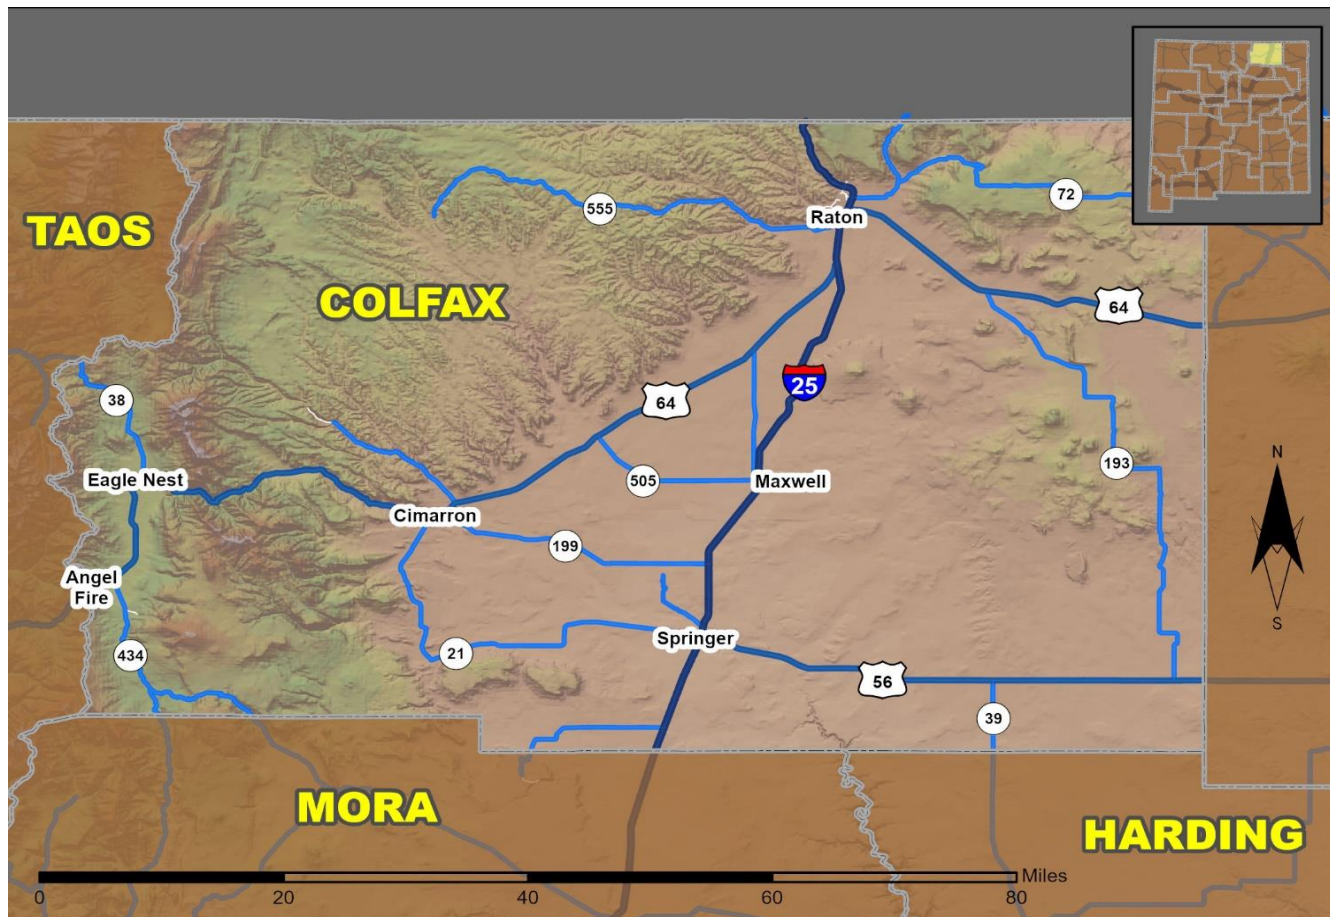 72
555
Raton
TAOS
COLFAX
64
25
38
64
193
Eagle Nest
505
Maxwell
N
Cimarron
199
Angel
Fire
S
Springer
434
21
56
39
MORA
HARDING
Miles
0
20
40
60
80